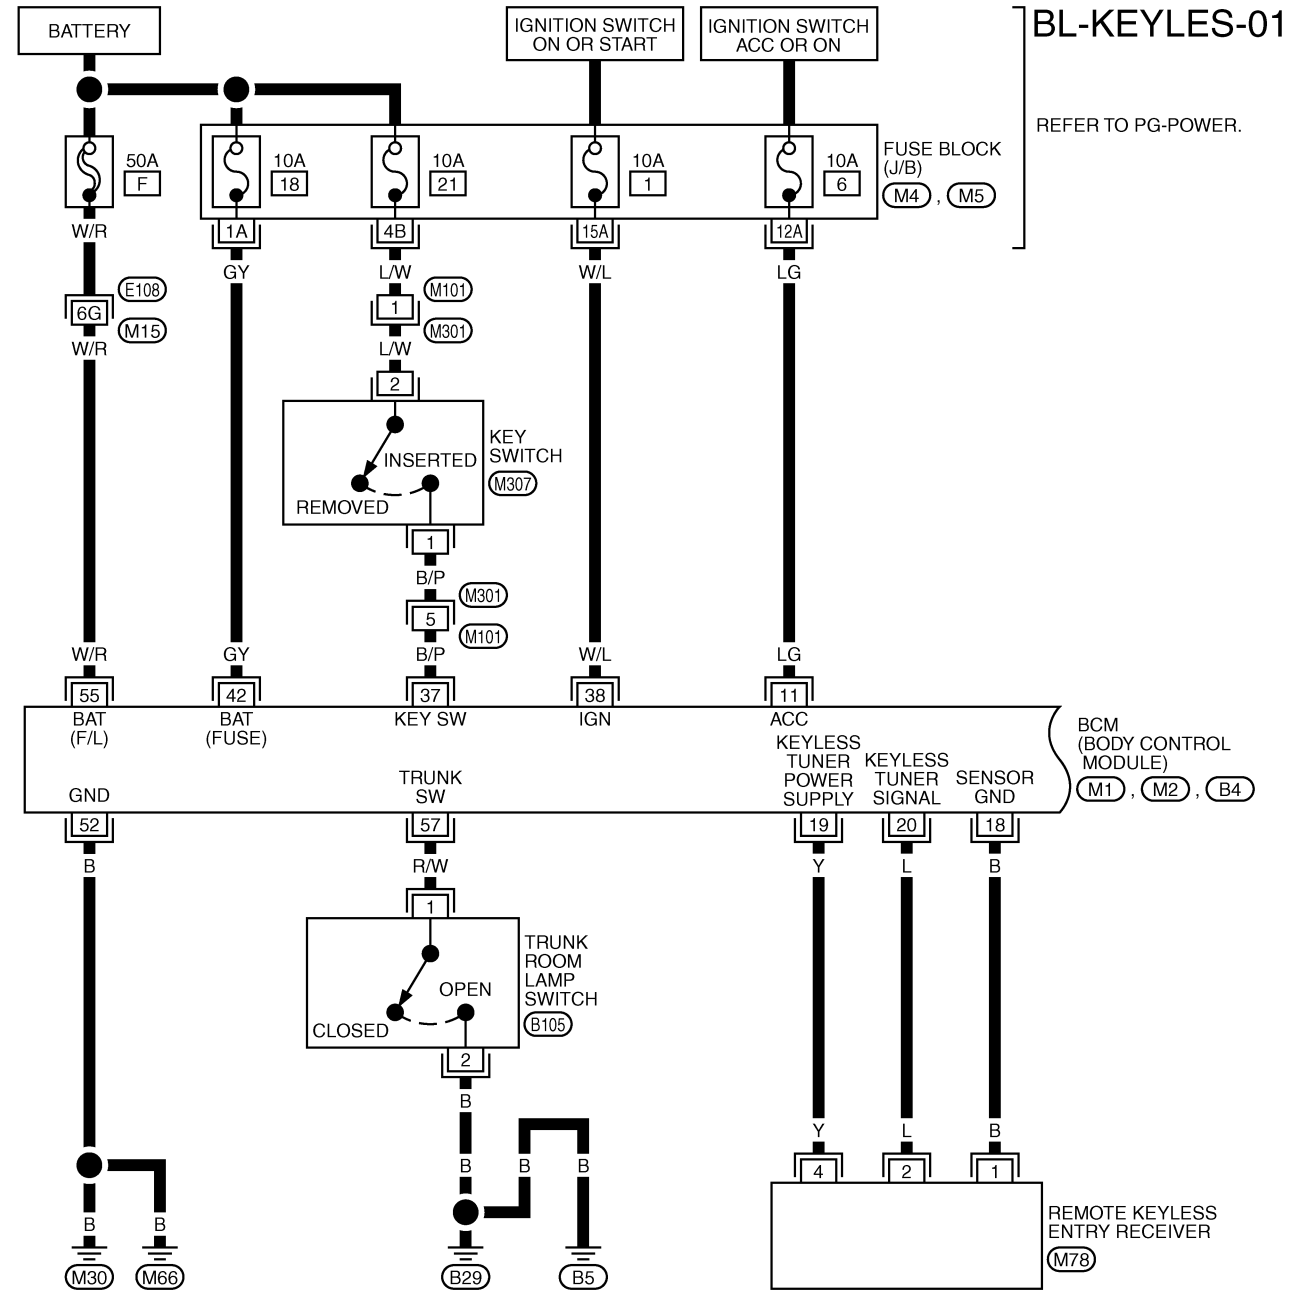 BL-KEYLES-01
BATTERY
IGNITION SWITCH
ON OR START
IGNITION SWITCH
ACC OR ON
REFER TO PG-POWER.
50A
F
10A
18
10A
21
10A
1
10A
6
FUSE BLOCK
(J/B)
M4 , M5
W/R
1A
4B
15A
12A
GY
L/W
W/L
LG
E108
6G
M15
W/R
M101
1
M301
L/W
2
KEY
SWITCH
M307
INSERTED
REMOVED
1
B/P
M301
5
M101
W/R
GY
B/P
W/L
LG
55
42
37
38
11
BAT
(F/L)
BAT
(FUSE)
KEY SW
IGN
ACC
BCM
(BODY CONTROL
MODULE)
M1 , M2 , B4
GND
TRUNK
SW
KEYLESS
TUNER
POWER
SUPPLY
KEYLESS
TUNER
SIGNAL
SENSOR
GND
52
57
19
20
18
B
R/W
Y
L
B
1
TRUNK
ROOM
LAMP
SWITCH
B105
OPEN
CLOSED
2
B
B
B
B
Y
L
B
4
2
1
REMOTE KEYLESS
ENTRY RECEIVER
M78
B
B
M30
M66
B29
B5